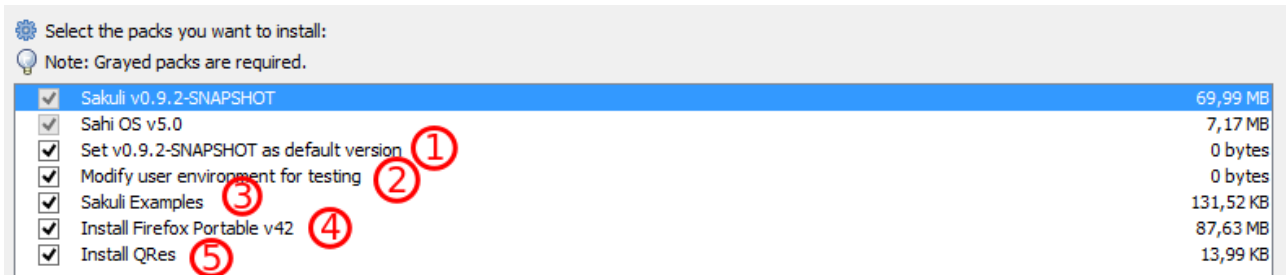 Select the packs you want to install:
Note: Grayed packs are required.
Sakuli v0.9.2-SNAPSHOT 69,99 MB
Sahi OS v5.0 7,17 MB
Set v0.9.2-SNAPSHOT as default version 1 0 bytes
Modify user environment for testing 2 0 bytes
Sakuli Examples 3 131,52 KB
Install Firefox Portable v42 4 87,63 MB
Install QRes 5 13,99 KB